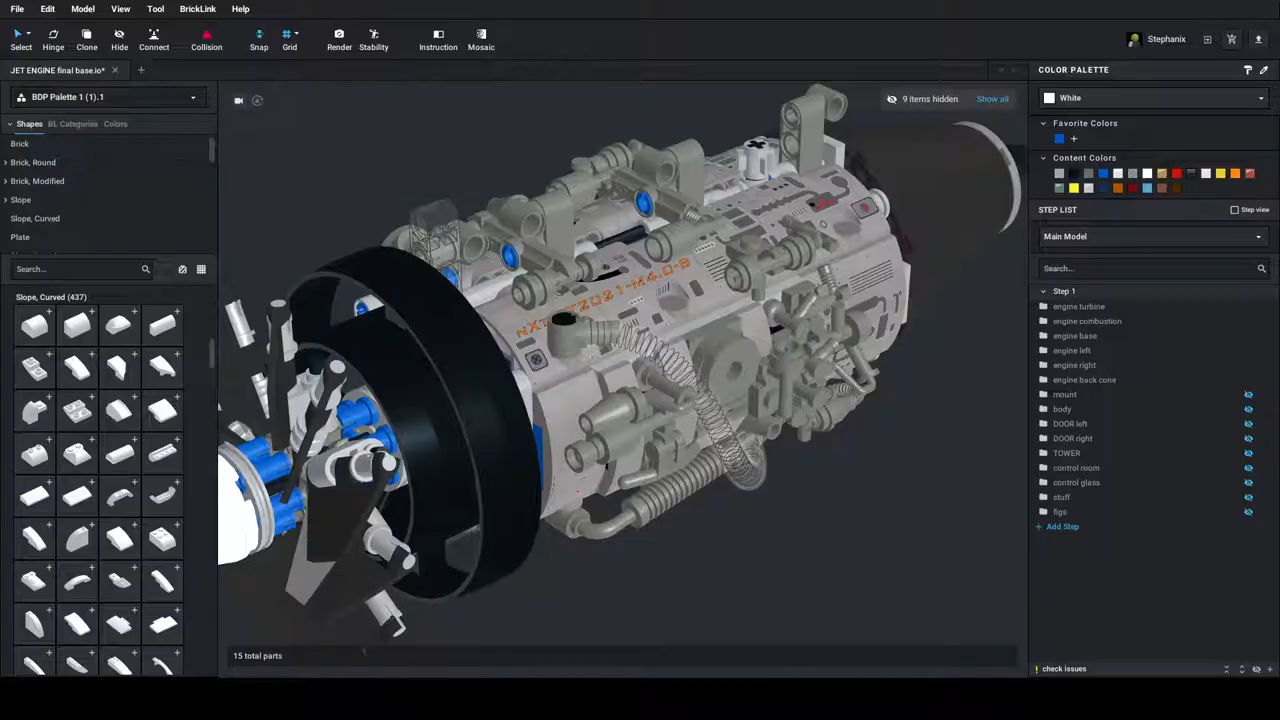 File Edit Model View Tool BrickLink Help
Select Hinge Clone Hide Connect Collision Snap Grid Render Stability Instruction Mosaic
Stephanix
JET ENGINE final base.io*
BDP Palette 1 (1).1
Shapes BL Categories Colors
Brick
Brick, Round
Brick, Modified
Slope
Slope, Curved
Plate
Search...
Slope, Curved (437)
9 items hidden Show all
15 total parts
COLOR PALETTE
White
Favorite Colors
Content Colors
STEP LIST Step view
Main Model
Search...
Step 1
engine turbine
engine combustion
engine base
engine left
engine right
engine back cone
mount
body
DOOR left
DOOR right
TOWER
control room
control glass
stuff
figs
Add Step
check issues